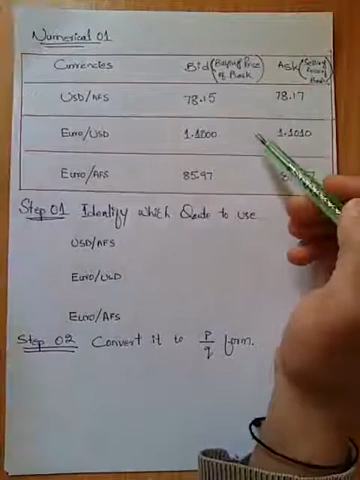 Numerical 01
Currencies Bid (Buying Price of Bank) Ask (Selling Price of Bank)
USD/AFS 78.15 78.17
Euro/USD 1.1000 1.1010
Euro/AFS 85.97
Step 01 Identify which Quote to use
USD/AFS
Euro/USD
Euro/AFS
Step 02 Convert it to P/q form.